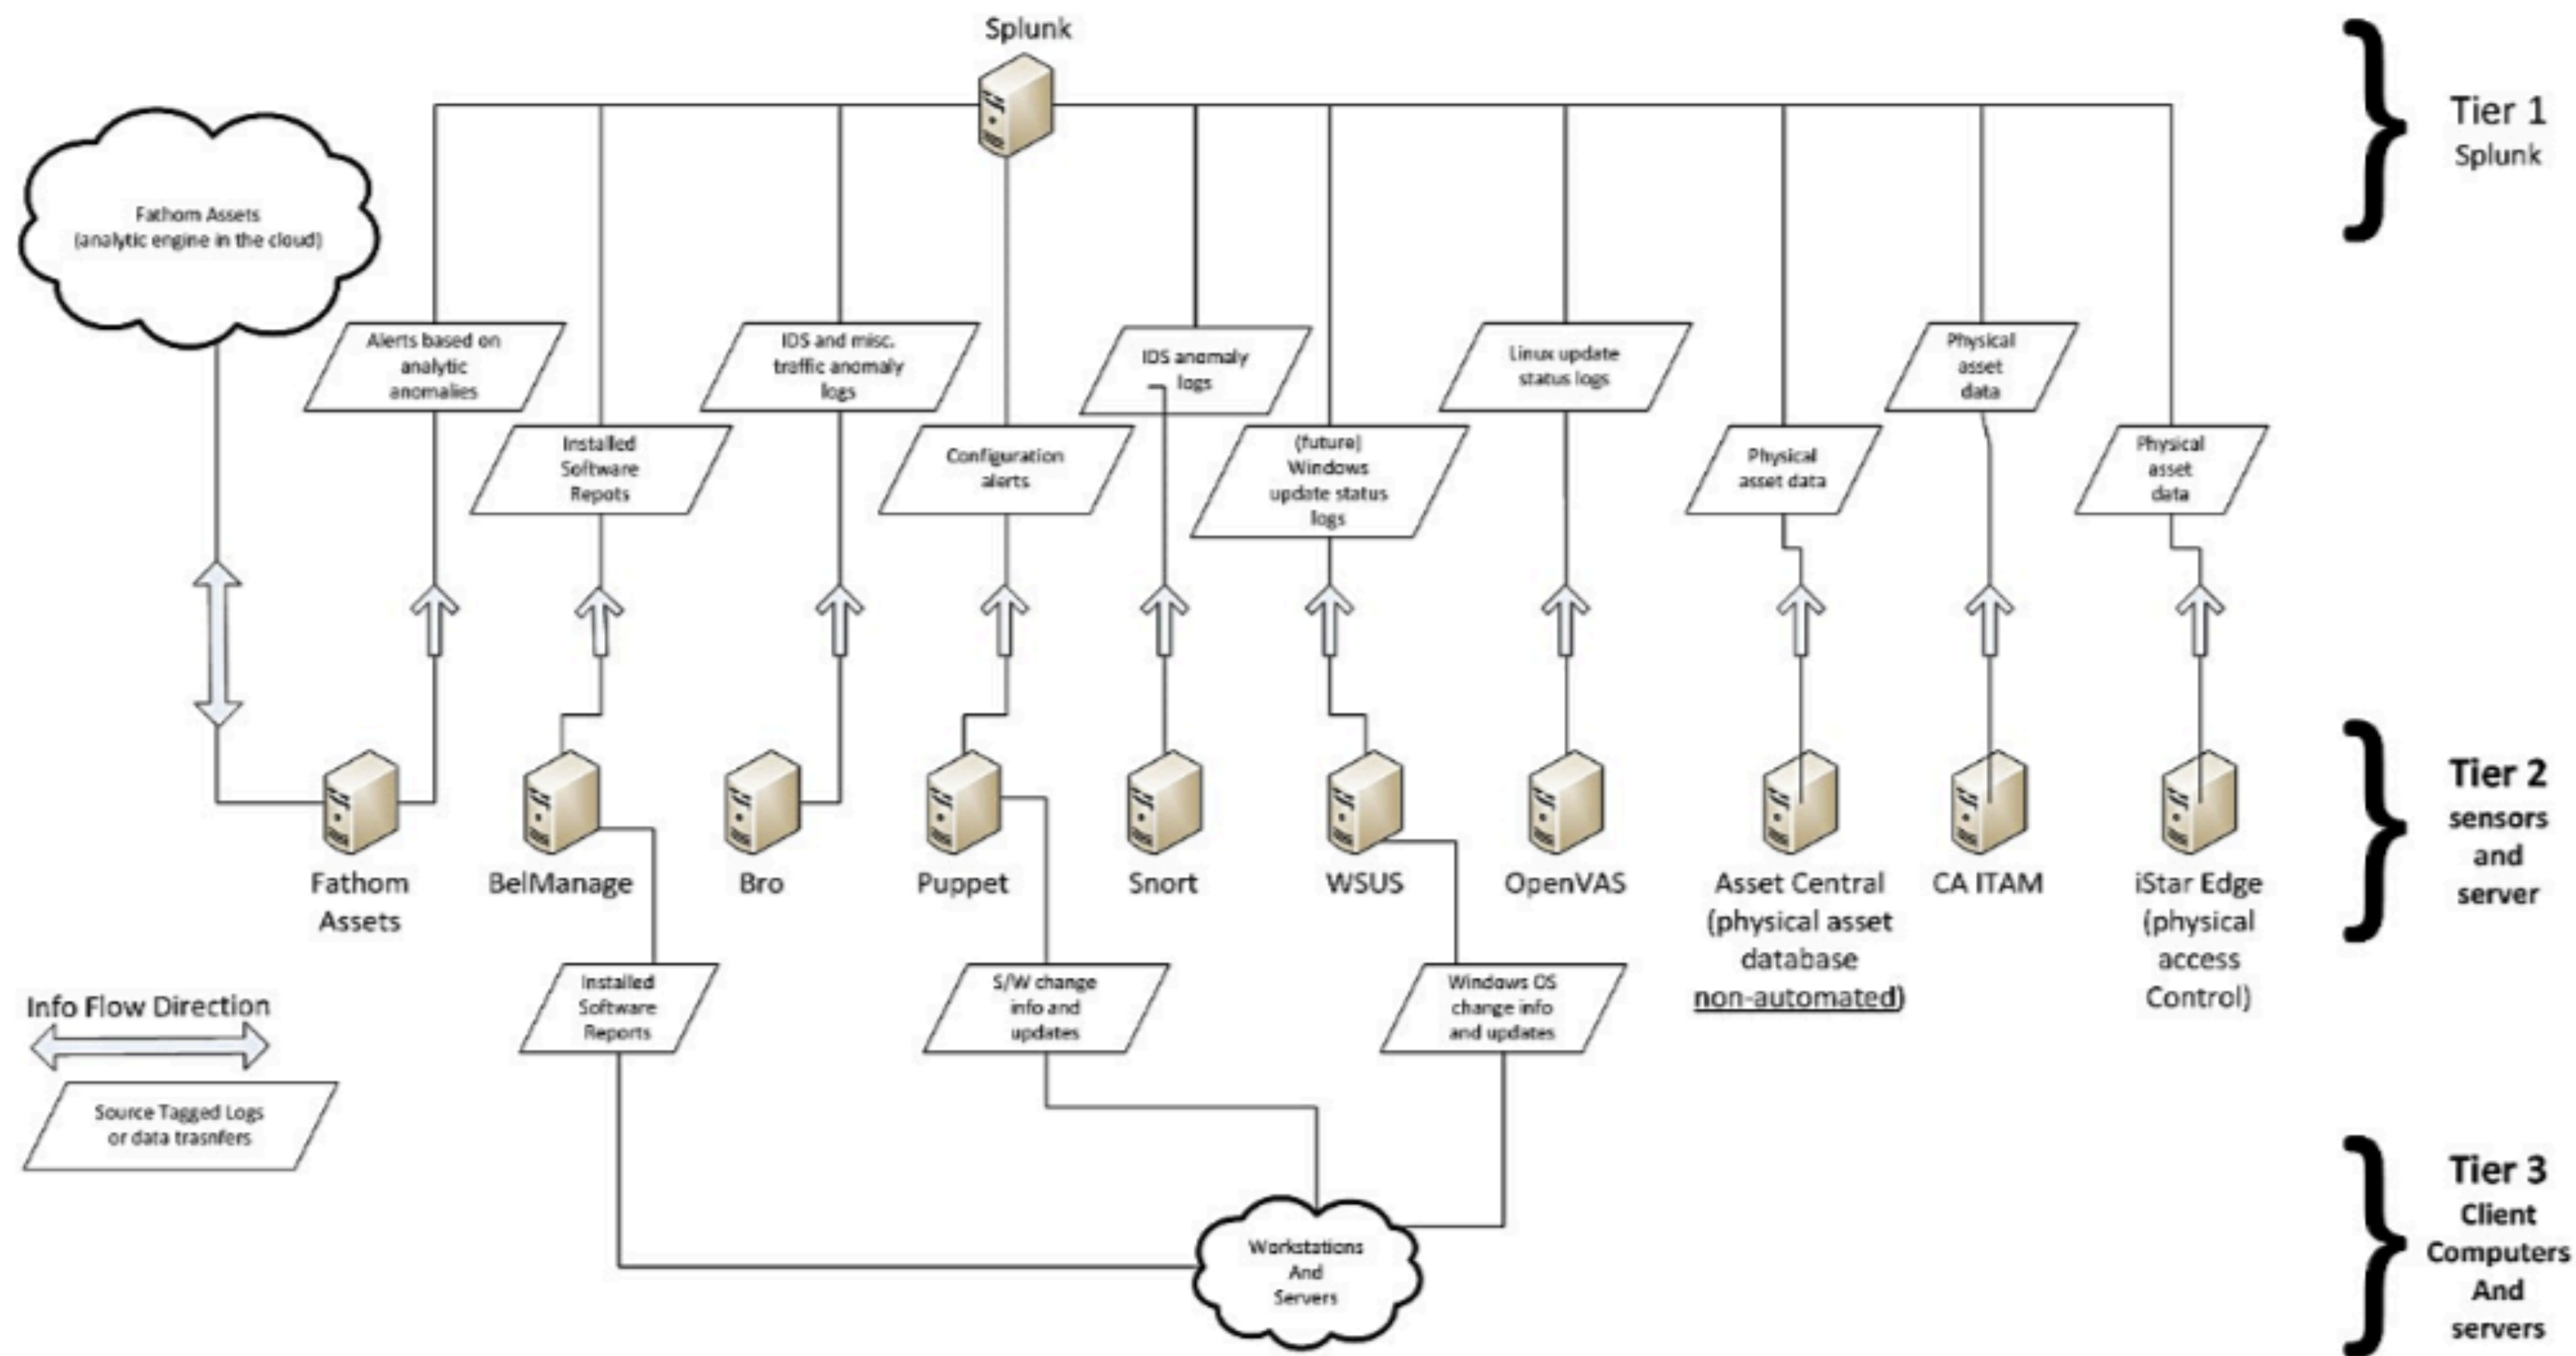 Splunk
Tier 1
Splunk
Fathom Assets
(analytic engine in the cloud)
Alerts based on
analytic
anomalies
Installed
Software
Repots
IDS and misc.
traffic anomaly
logs
Configuration
alerts
IDS anomaly
logs
(future)
Windows
update status
logs
Linux update
status logs
Physical
asset data
Physical
asset
data
Physical
asset
data
Fathom
Assets
BelManage
Bro
Puppet
Snort
WSUS
OpenVAS
Asset Central
(physical asset
database
non-automated)
CA ITAM
iStar Edge
(physical
access
Control)
Tier 2
sensors
and
server
Installed
Software
Reports
S/W change
info and
updates
Windows OS
change info
and updates
Info Flow Direction
Source Tagged Logs
or data trasnfers
Workstations
And
Servers
Tier 3
Client
Computers
And
servers